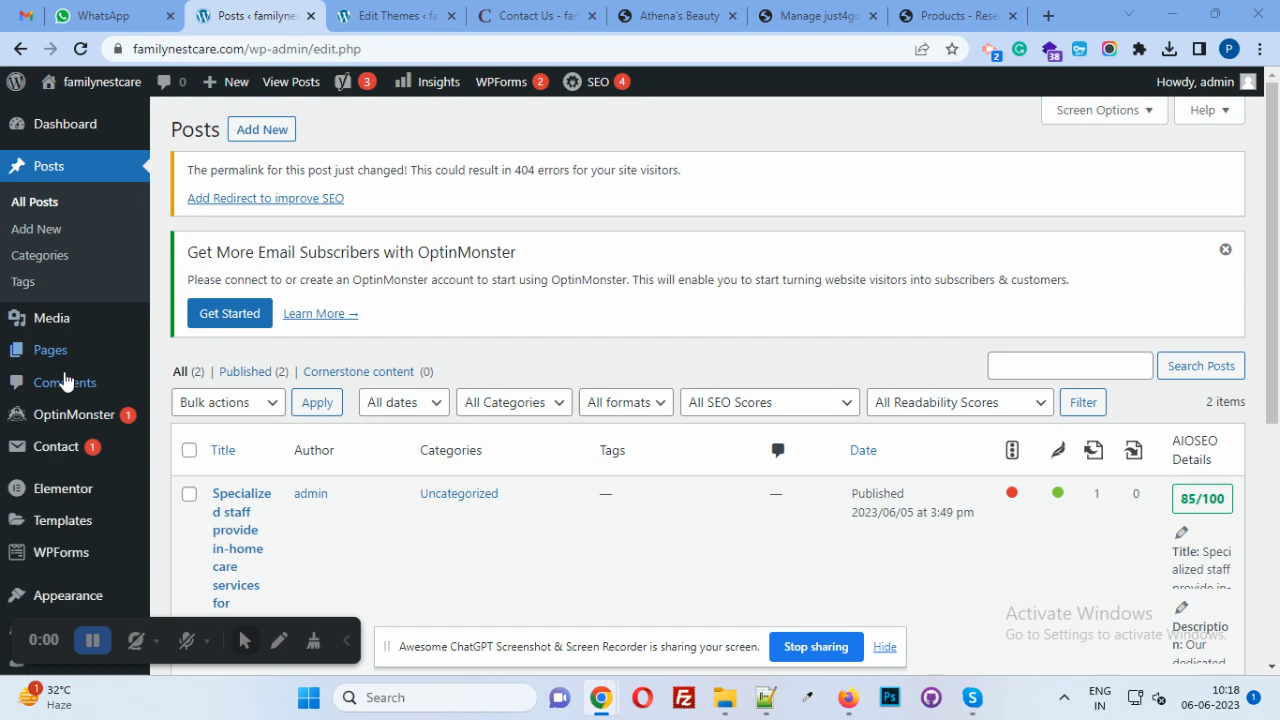 WhatsApp
Posts ‹ familynes
Edit Themes ‹ fa
Contact Us - fan
Athena's Beauty
Manage just4go
Products - Rese
familynestcare.com/wp-admin/edit.php
2
38
P
familynestcare
0
New
View Posts
3
Insights
WPForms 2
SEO 4
Howdy, admin
Dashboard
Posts
All Posts
Add New
Categories
Tags
Media
Pages
Comments
OptinMonster 1
Contact 1
Elementor
Templates
WPForms
Appearance
Screen Options
Help
Posts
Add New
The permalink for this post just changed! This could result in 404 errors for your site visitors.
Add Redirect to improve SEO
Get More Email Subscribers with OptinMonster
Please connect to or create an OptinMonster account to start using OptinMonster. This will enable you to start turning website visitors into subscribers & customers.
Get Started
Learn More →
All (2) | Published (2) | Cornerstone content (0)
Search Posts
Bulk actions
Apply
All dates
All Categories
All formats
All SEO Scores
All Readability Scores
Filter
2 items
Title
Author
Categories
Tags
Date
AIOSEO
Details
Specialize
d staff
provide
in-home
care
services
for
admin
Uncategorized
—
—
Published
2023/06/05 at 3:49 pm
1
0
85/100
Title: Speci
alized staff
provide in-
Descriptio
n: Our
dedicated
Activate Windows
Go to Settings to activate Windows.
0:00
Awesome ChatGPT Screenshot & Screen Recorder is sharing your screen.
Stop sharing
Hide
1
32°C
Haze
Search
ENG
IN
10:18
06-06-2023
1